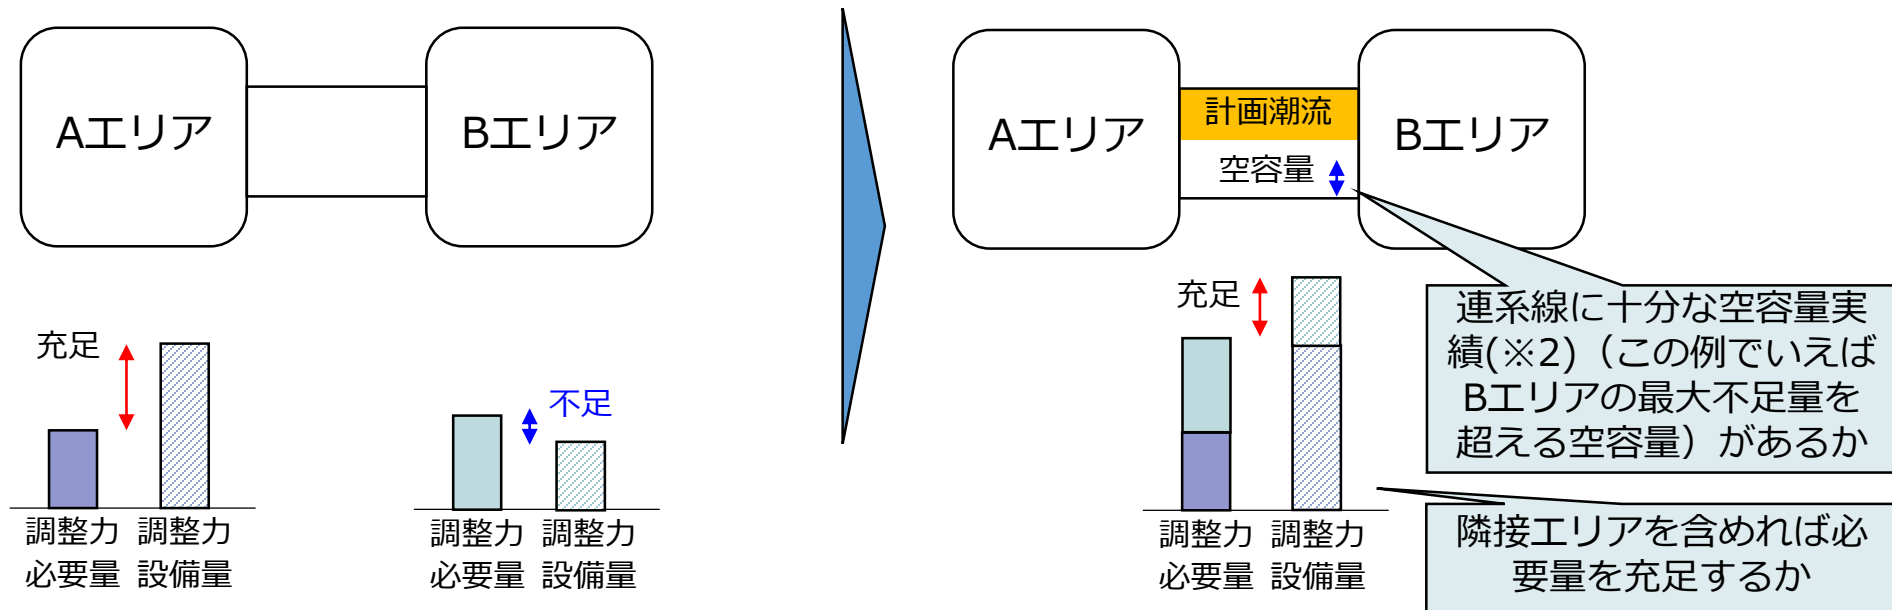 Aエリア
Bエリア
充足
不足
調整力
必要量
調整力
設備量
調整力
必要量
調整力
設備量
Aエリア
計画潮流
空容量
Bエリア
充足
調整力
必要量
調整力
設備量
連系線に十分な空容量実
績(※2)（この例でいえば
Bエリアの最大不足量を
超える空容量）があるか
隣接エリアを含めれば必
要量を充足するか